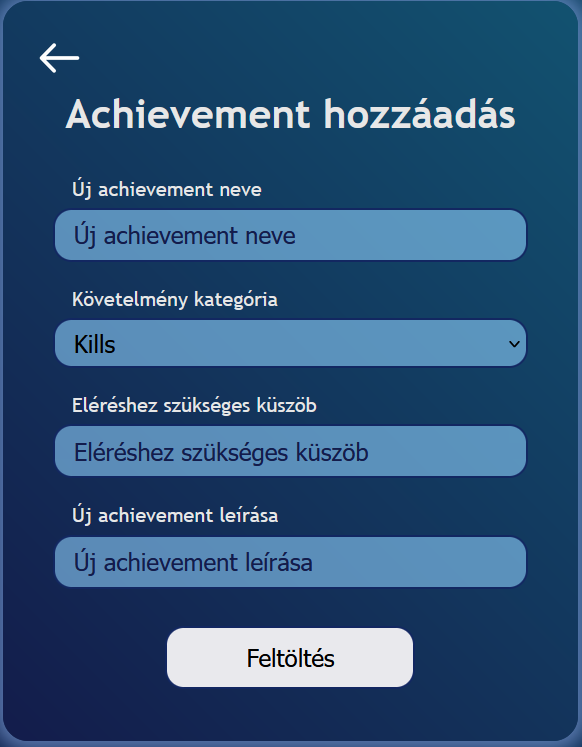 Achievement hozzáadás
Új achievement neve
Új achievement neve
Követelmény kategória
Kills
Eléréshez szükséges küszöb
Eléréshez szükséges küszöb
Új achievement leírása
Új achievement leírása
Feltöltés